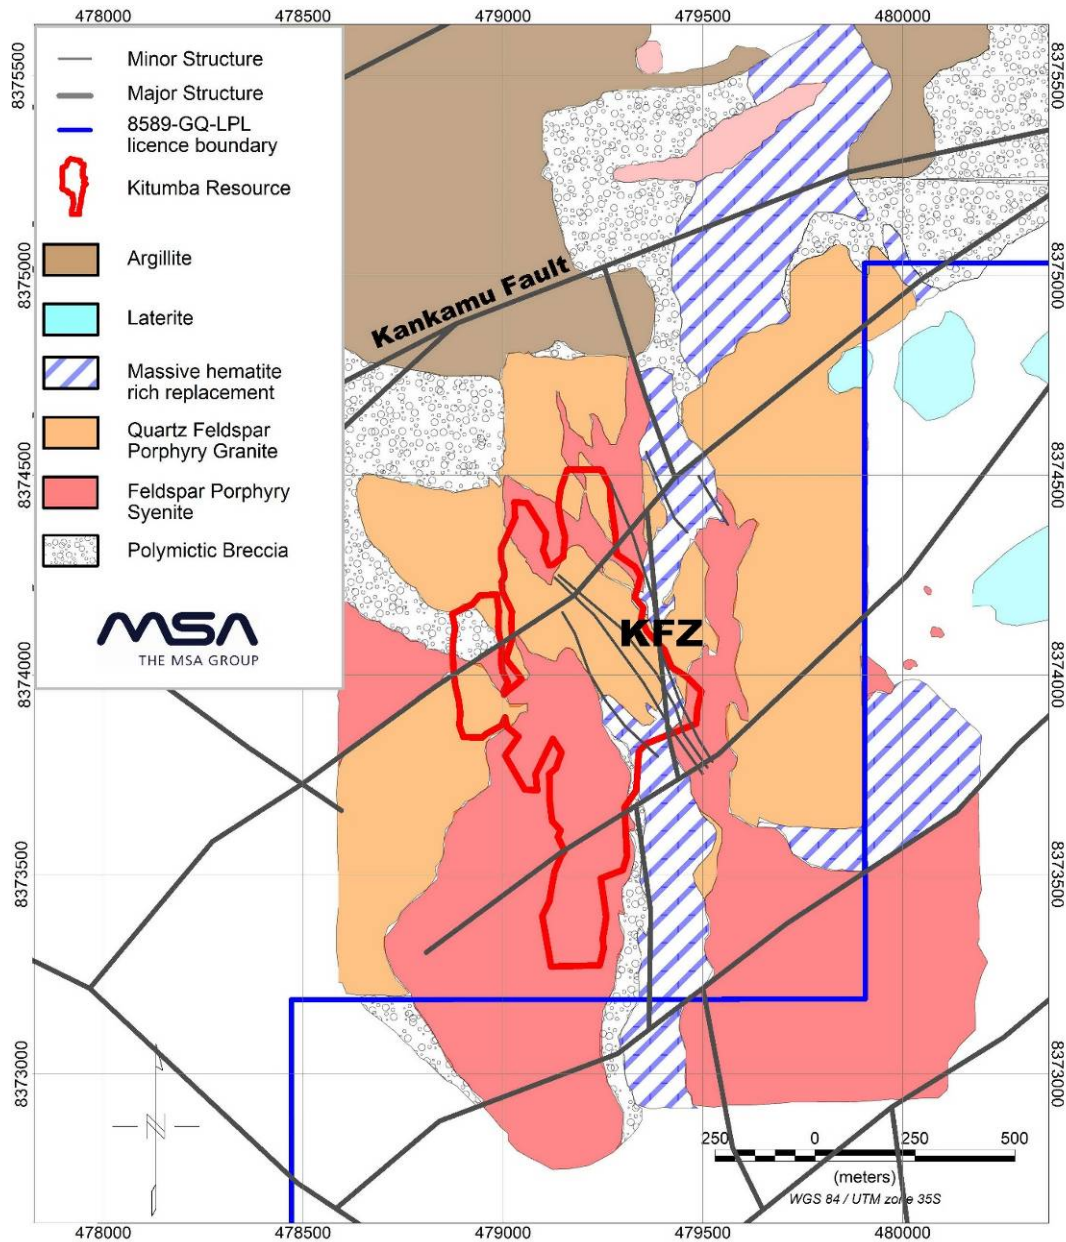 478000 478500 479000 479500 480000
Minor Structure
Major Structure
8589-GQ-LPL
licence boundary
Kitumba Resource
Argillite
Laterite
Massive hematite
rich replacement
Quartz Feldspar
Porphyry Granite
Feldspar Porphyry
Syenite
Polymictic Breccia
MSA
THE MSA GROUP
8375500
8375000
8374500
8374000
8373500
8373000
Kankamu Fault
KFZ
8375500
8375000
8374500
8374000
8373500
8373000
N
250 0 250 500
(meters)
WGS 84 / UTM zone 35S
478000 478500 479000 479500 480000